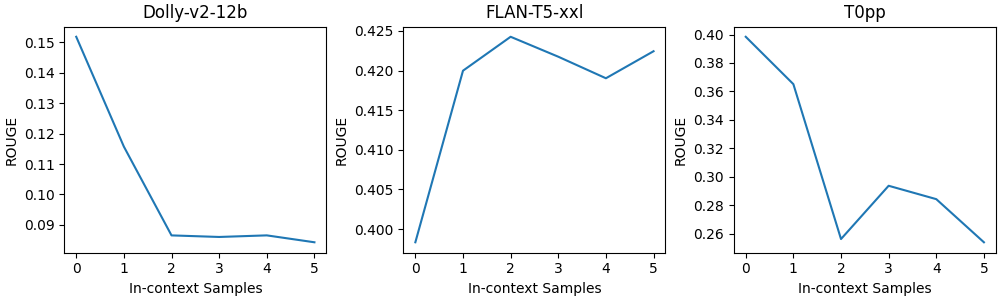 Dolly-v2-12b
0.15
0.14
0.13
0.12
0.11
0.10
0.09
ROUGE
0 1 2 3 4 5
In-context Samples
FLAN-T5-xxl
0.425
0.420
0.415
0.410
0.405
0.400
ROUGE
0 1 2 3 4 5
In-context Samples
T0pp
0.40
0.38
0.36
0.34
0.32
0.30
0.28
0.26
ROUGE
0 1 2 3 4 5
In-context Samples